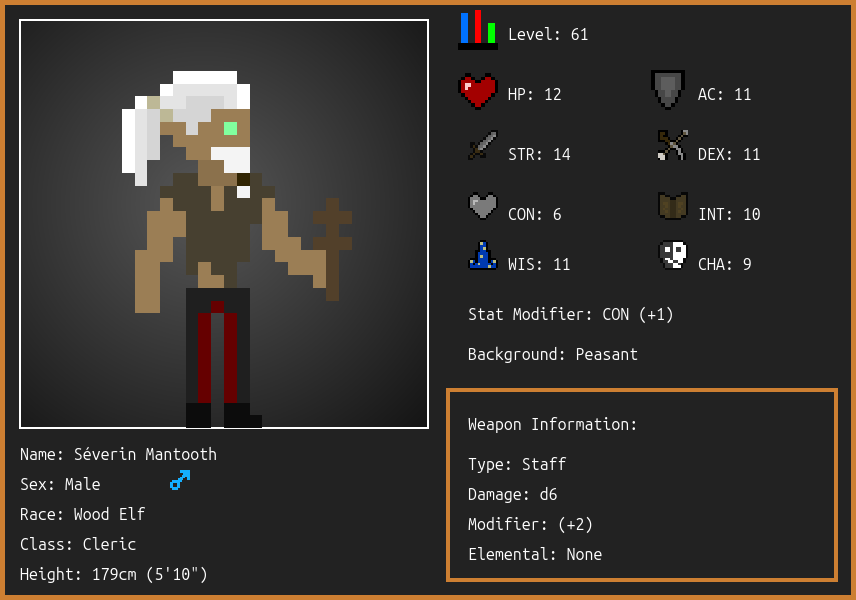 Level: 61
HP: 12
AC: 11
STR: 14
DEX: 11
CON: 6
INT: 10
WIS: 11
CHA: 9
Stat Modifier: CON (+1)
Background: Peasant
Weapon Information:
Type: Staff
Damage: d6
Modifier: (+2)
Elemental: None
Name: Séverin Mantooth
Sex: Male
Race: Wood Elf
Class: Cleric
Height: 179cm (5'10")